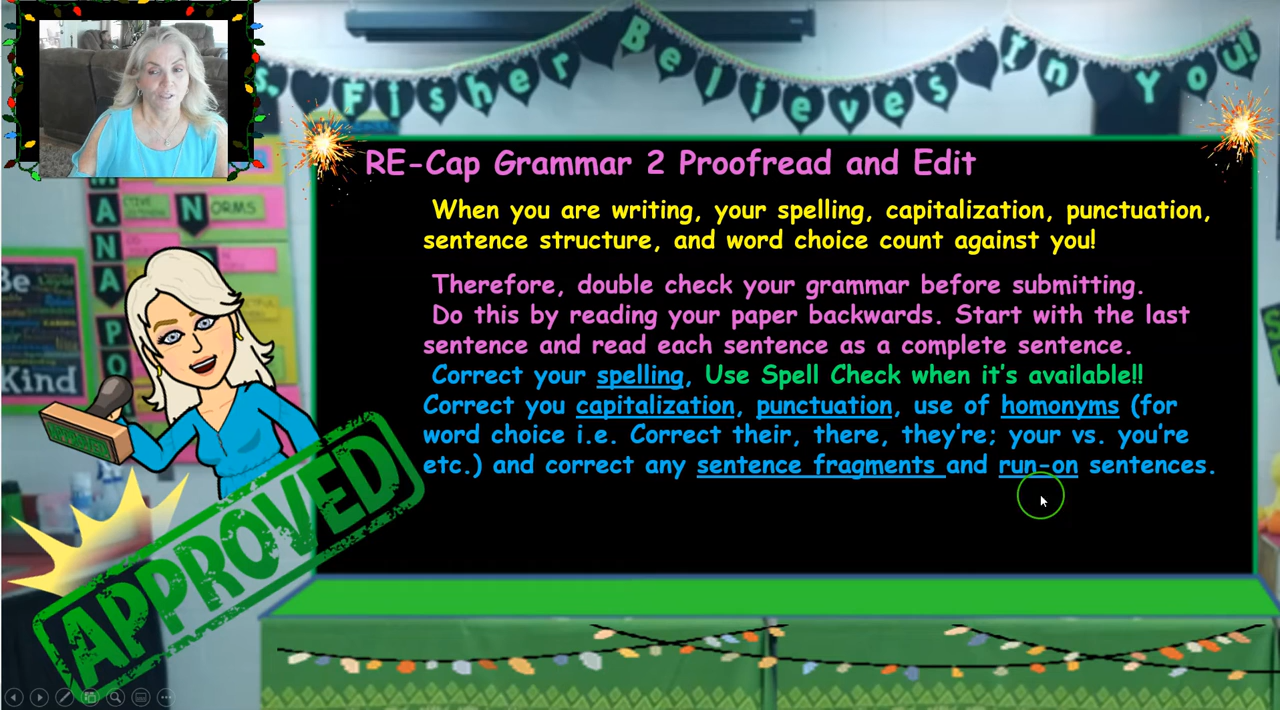 s. Fisher Believes In You!
RE-Cap Grammar 2 Proofread and Edit
When you are writing, your spelling, capitalization, punctuation,
sentence structure, and word choice count against you!
Therefore, double check your grammar before submitting.
Do this by reading your paper backwards. Start with the last
sentence and read each sentence as a complete sentence.
Correct your spelling, Use Spell Check when it's available!!
Correct you capitalization, punctuation, use of homonyms (for
word choice i.e. Correct their, there, they're; your vs. you're
etc.) and correct any sentence fragments and run-on sentences.
M
A
N
A
P
O
N
NORMS
Be
Kind
APPROVED
APPROVED